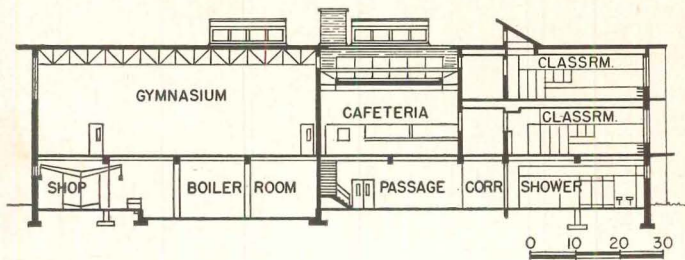 CLASSRM.
GYMNASIUM
CAFETERIA
CLASSRM.
SHOP
BOILER ROOM
PASSAGE
CORR
SHOWER
0 10 20 30